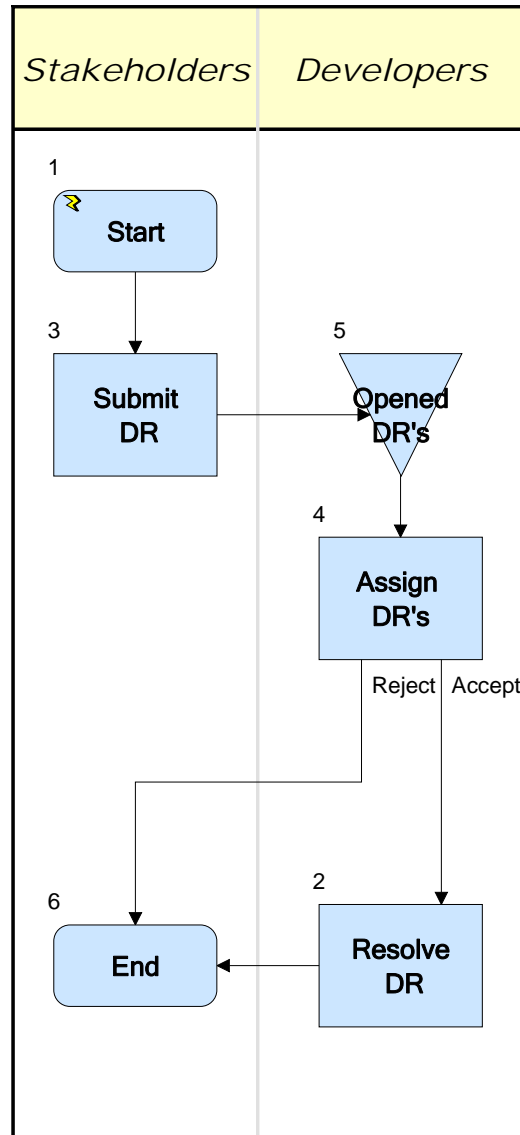 Stakeholders
Developers
1
Start
3
Submit
DR
5
Opened
DR's
4
Assign
DR's
Reject
Accept
6
End
2
Resolve
DR